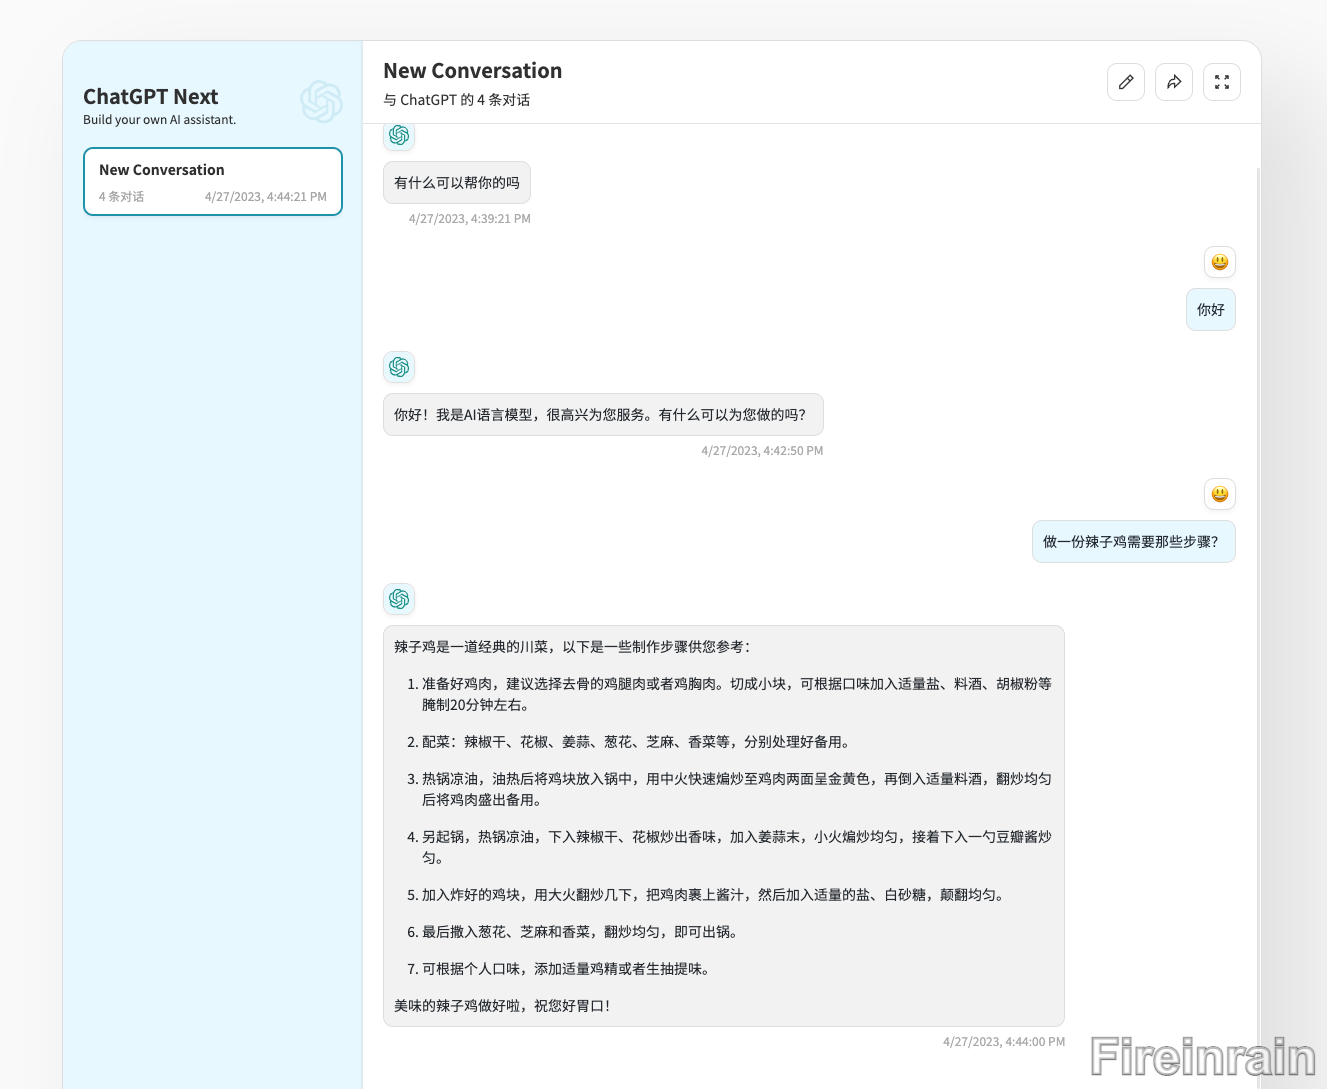 ChatGPT Next
Build your own AI assistant.
New Conversation
4 条对话
4/27/2023, 4:44:21 PM
New Conversation
与 ChatGPT 的 4 条对话
有什么可以帮你的吗
4/27/2023, 4:39:21 PM
你好
你好！我是AI语言模型，很高兴为您服务。有什么可以为您做的吗？
4/27/2023, 4:42:50 PM
做一份辣子鸡需要那些步骤？
辣子鸡是一道经典的川菜，以下是一些制作步骤供您参考：
1. 准备好鸡肉，建议选择去骨的鸡腿肉或者鸡胸肉。切成小块，可根据口味加入适量盐、料酒、胡椒粉等
腌制20分钟左右。
2. 配菜：辣椒干、花椒、姜蒜、葱花、芝麻、香菜等，分别处理好备用。
3. 热锅凉油，油热后将鸡块放入锅中，用中火快速煸炒至鸡肉两面呈金黄色，再倒入适量料酒，翻炒均匀
后将鸡肉盛出备用。
4. 另起锅，热锅凉油，下入辣椒干、花椒炒出香味，加入姜蒜末，小火煸炒均匀，接着下入一勺豆瓣酱炒
匀。
5. 加入炸好的鸡块，用大火翻炒几下，把鸡肉裹上酱汁，然后加入适量的盐、白砂糖，颠翻均匀。
6. 最后撒入葱花、芝麻和香菜，翻炒均匀，即可出锅。
7. 可根据个人口味，添加适量鸡精或者生抽提味。
美味的辣子鸡做好啦，祝您好胃口！
4/27/2023, 4:44:00 PM
Fireinrain